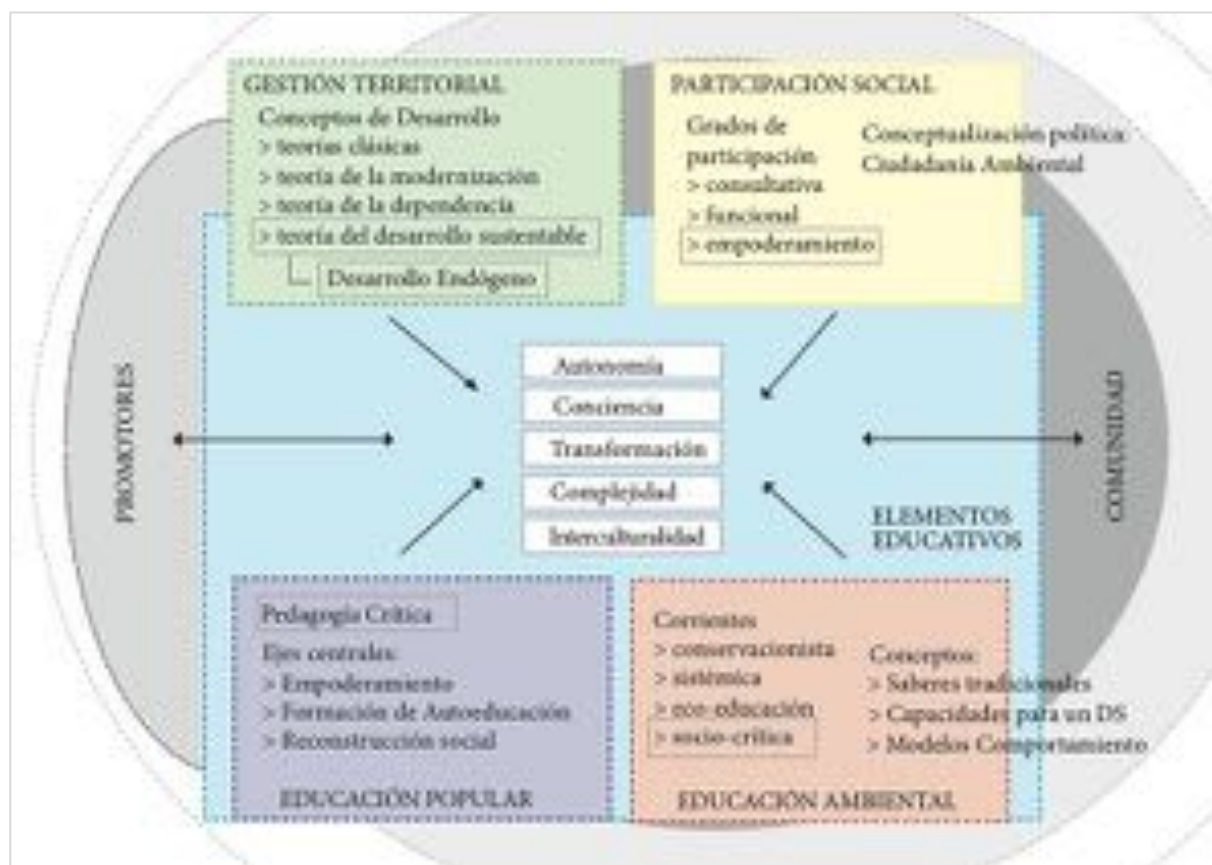 GESTIÓN TERRITORIAL
Conceptos de Desarrollo
> teorías clásicas
> teoría de la modernización
> teoría de la dependencia
> teoría del desarrollo sustentable
Desarrollo Endógeno
PARTICIPACIÓN SOCIAL
Grados de
participación
> consultativa
> funcional
> empoderamiento
Conceptualización política:
Ciudadanía Ambiental
PROMOTORES
Autonomía
Conciencia
Transformación
Complejidad
Interculturalidad
COMUNIDAD
ELEMENTOS
EDUCATIVOS
Pedagogía Crítica
Ejes centrales:
> Empoderamiento
> Formación de Autoeducación
> Reconstrucción social
EDUCACIÓN POPULAR
Corrientes
> conservacionista
> sistémica
> eco-educación
> socio-crítica
Conceptos:
> Saberes tradicionales
> Capacidades para un DS
> Modelos Comportamiento
EDUCACIÓN AMBIENTAL